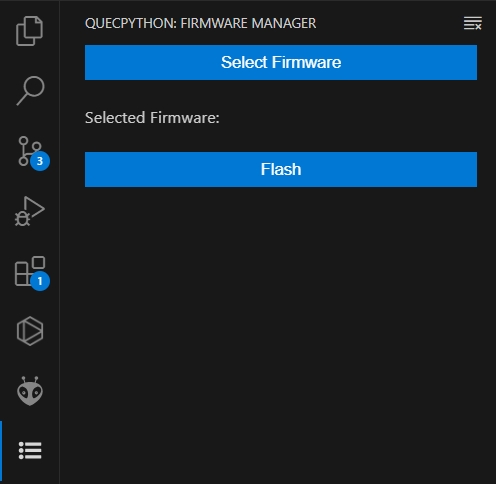 QUECPYTHON: FIRMWARE MANAGER
Select Firmware
Selected Firmware:
3
Flash
1